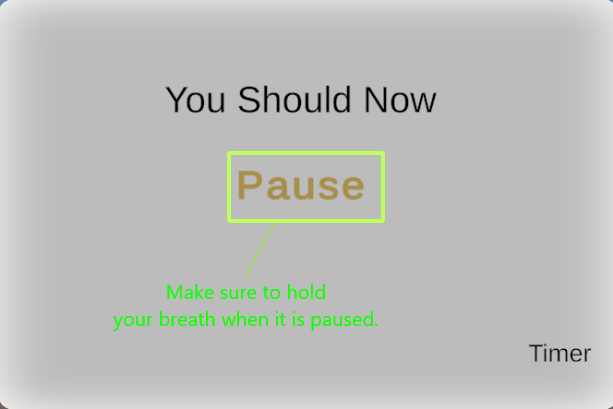 You Should Now
Pause
Make sure to hold
your breath when it is paused.
Timer